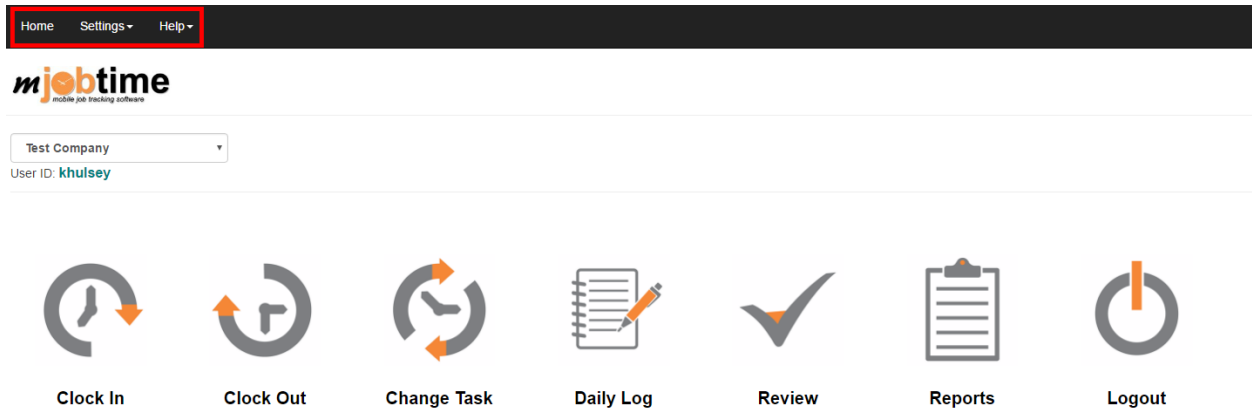 Home Settings Help
mjobtime
mobile job tracking software
Test Company
User ID: khulsey
Clock In Clock Out Change Task Daily Log Review Reports Logout